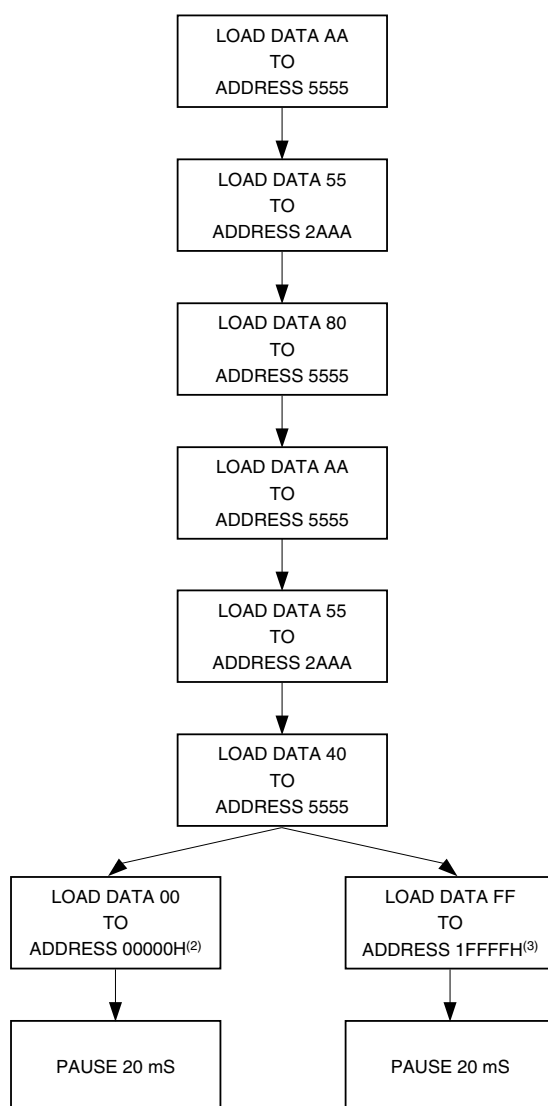 LOAD DATA AA
TO
ADDRESS 5555
LOAD DATA 55
TO
ADDRESS 2AAA
LOAD DATA 80
TO
ADDRESS 5555
LOAD DATA AA
TO
ADDRESS 5555
LOAD DATA 55
TO
ADDRESS 2AAA
LOAD DATA 40
TO
ADDRESS 5555
LOAD DATA 00
TO
ADDRESS 00000H(2)
LOAD DATA FF
TO
ADDRESS 1FFFFH(3)
PAUSE 20 mS
PAUSE 20 mS